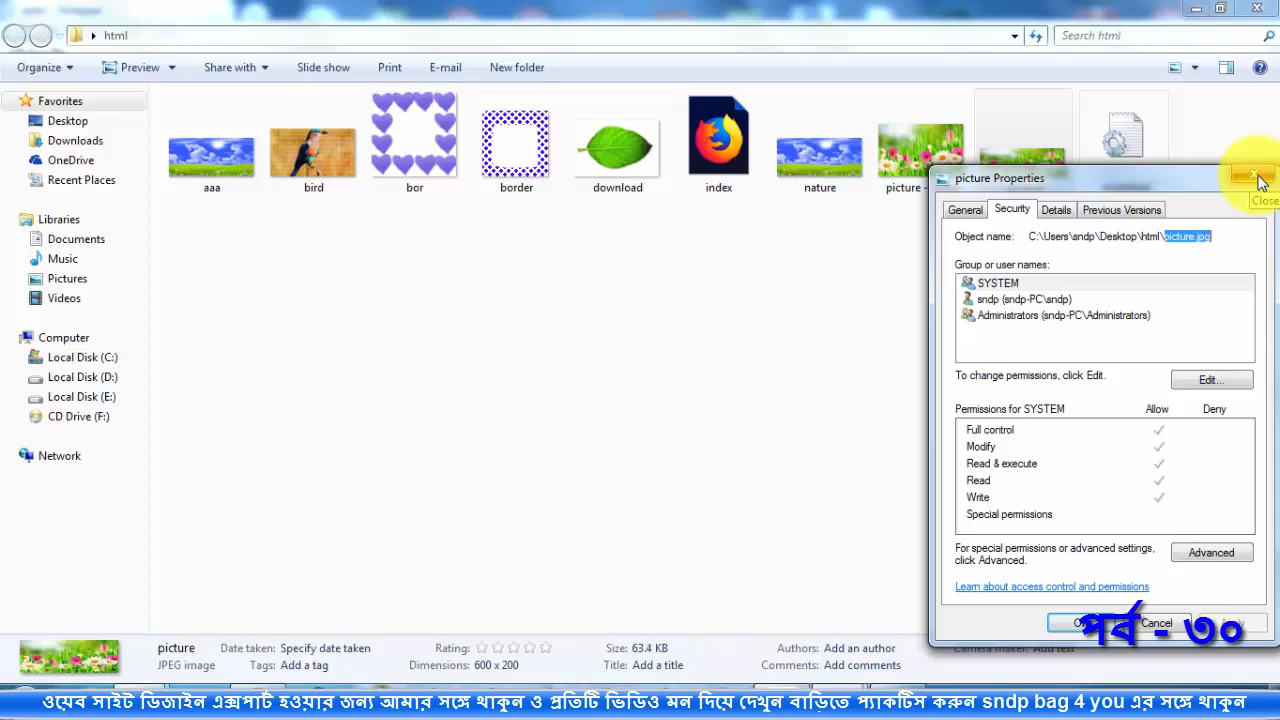 html
Search html
Organize
Preview
Share with
Slide show
Print
E-mail
New folder
Favorites
Desktop
Downloads
OneDrive
Recent Places
Libraries
Documents
Music
Pictures
Videos
Computer
Local Disk (C:)
Local Disk (D:)
Local Disk (E:)
CD Drive (F:)
Network
aaa
bird
bor
border
download
index
nature
picture -
picture Properties
Close
General
Security
Details
Previous Versions
Object name: C:\Users\sndp\Desktop\html\picture.jpg
Group or user names:
SYSTEM
sndp (sndp-PC\sndp)
Administrators (sndp-PC\Administrators)
To change permissions, click Edit.
Edit...
Permissions for SYSTEM Allow Deny
Full control
Modify
Read & execute
Read
Write
Special permissions
For special permissions or advanced settings, click Advanced.
Advanced
Learn about access control and permissions
Cancel
পর্ব - ৩০
picture
JPEG image
Date taken: Specify date taken
Tags: Add a tag
Rating:
Dimensions: 600 x 200
Size: 63.4 KB
Title: Add a title
Authors: Add an author
Comments: Add comments
ওয়েব সাইট ডিজাইন এক্সপার্ট হওয়ার জন্য আমার সঙ্গে থাকুন ও প্রতিটি ভিডিও মন দিয়ে দেখুন বাড়িতে প্যাকটিস করুন sndp bag 4 you এর সঙ্গে থাকুন